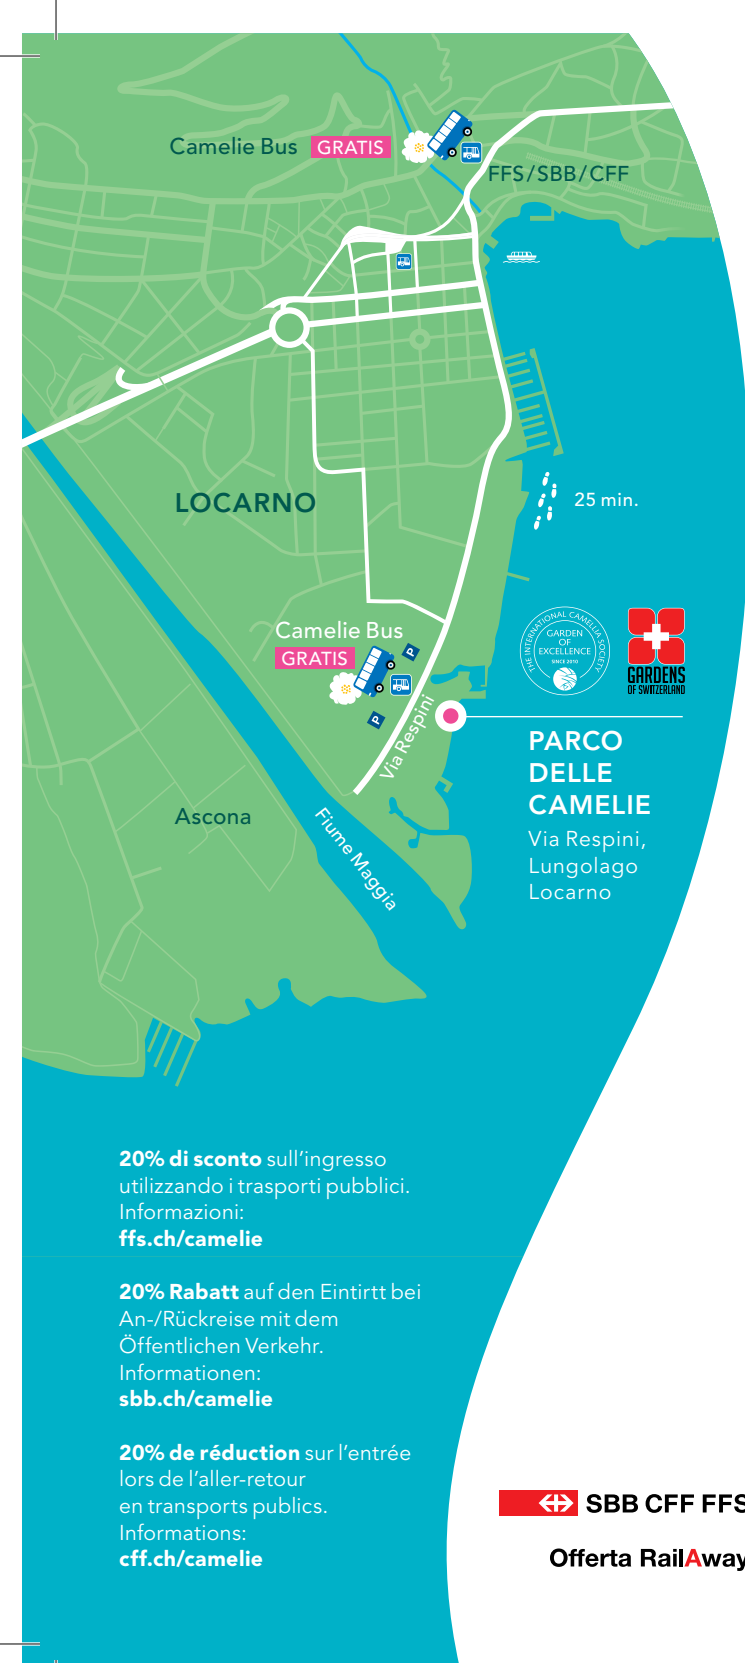 Camelie Bus GRATIS
FFS/SBB/CFF
LOCARNO
25 min.
Camelie Bus
GRATIS
P
P
Via Respini
THE INTERNATIONAL CAMELLIA SOCIETY
GARDEN
OF
EXCELLENCE
SINCE 2010
GARDENS
OF SWITZERLAND
PARCO
DELLE
CAMELIE
Via Respini,
Lungolago
Locarno
Ascona
Fiume Maggia
20% di sconto sull'ingresso
utilizzando i trasporti pubblici.
Informazioni:
ffs.ch/camelie
20% Rabatt auf den Eintirtt bei
An-/Rückreise mit dem
Öffentlichen Verkehr.
Informationen:
sbb.ch/camelie
20% de réduction sur l'entrée
lors de l'aller-retour
en transports publics.
Informations:
cff.ch/camelie
SBB CFF FFS
Offerta RailAway